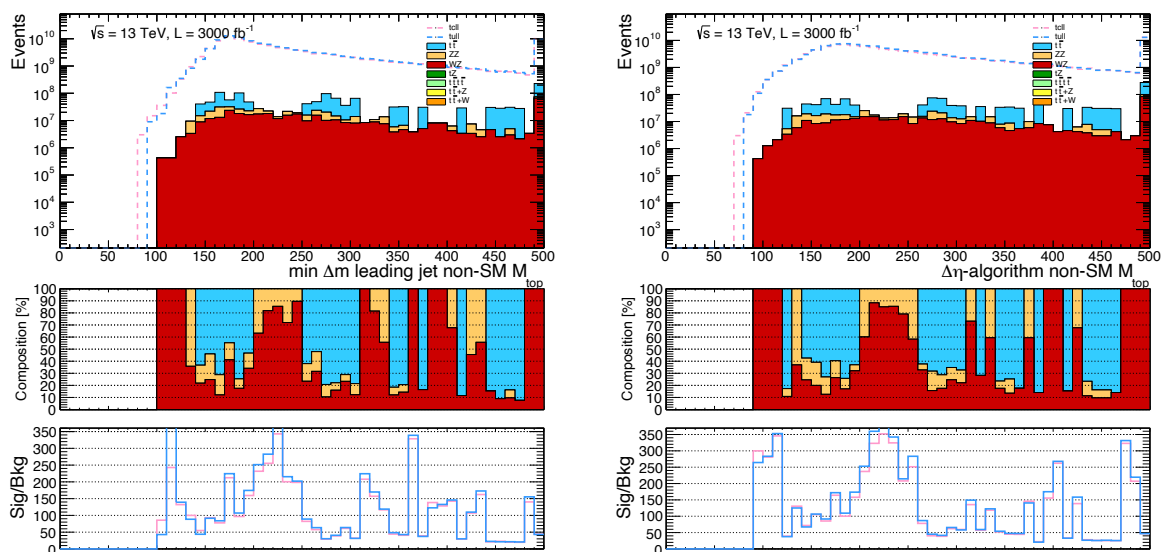 Events
√s = 13 TeV, L = 3000 fb⁻¹
tcll
tull
tt̄
ZZ
WZ
tZ
tt̄tt̄
tt̄+Z
tt̄+W
10¹⁰
10⁹
10⁸
10⁷
10⁶
10⁵
10⁴
10³
0 50 100 150 200 250 300 350 400 450 500
min Δm leading jet non-SM M_top
Composition [%]
100
90
80
70
60
50
40
30
20
10
0
Sig/Bkg
350
300
250
200
150
100
50
0
Events
√s = 13 TeV, L = 3000 fb⁻¹
tcll
tull
tt̄
ZZ
WZ
tZ
tt̄tt̄
tt̄+Z
tt̄+W
10¹⁰
10⁹
10⁸
10⁷
10⁶
10⁵
10⁴
10³
0 50 100 150 200 250 300 350 400 450 500
Δη-algorithm non-SM M_top
Composition [%]
100
90
80
70
60
50
40
30
20
10
0
Sig/Bkg
350
300
250
200
150
100
50
0